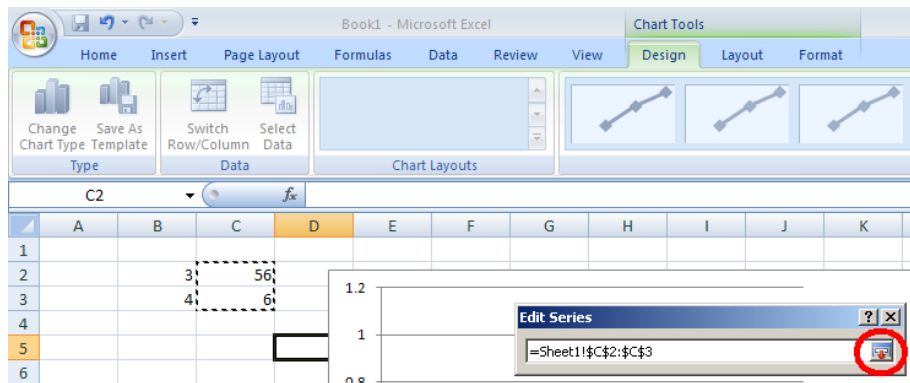 Book1 - Microsoft Excel
Chart Tools
Home Insert Page Layout Formulas Data Review View Design Layout Format
Change Chart Type
Save As Template
Switch Row/Column
Select Data
Type
Data
Chart Layouts
C2 fx
A B C D E F G H I J K
1
2 3 56
3 4 6
4
5
6
1.2
1
0.8
Edit Series
=Sheet1!$C$2:$C$3